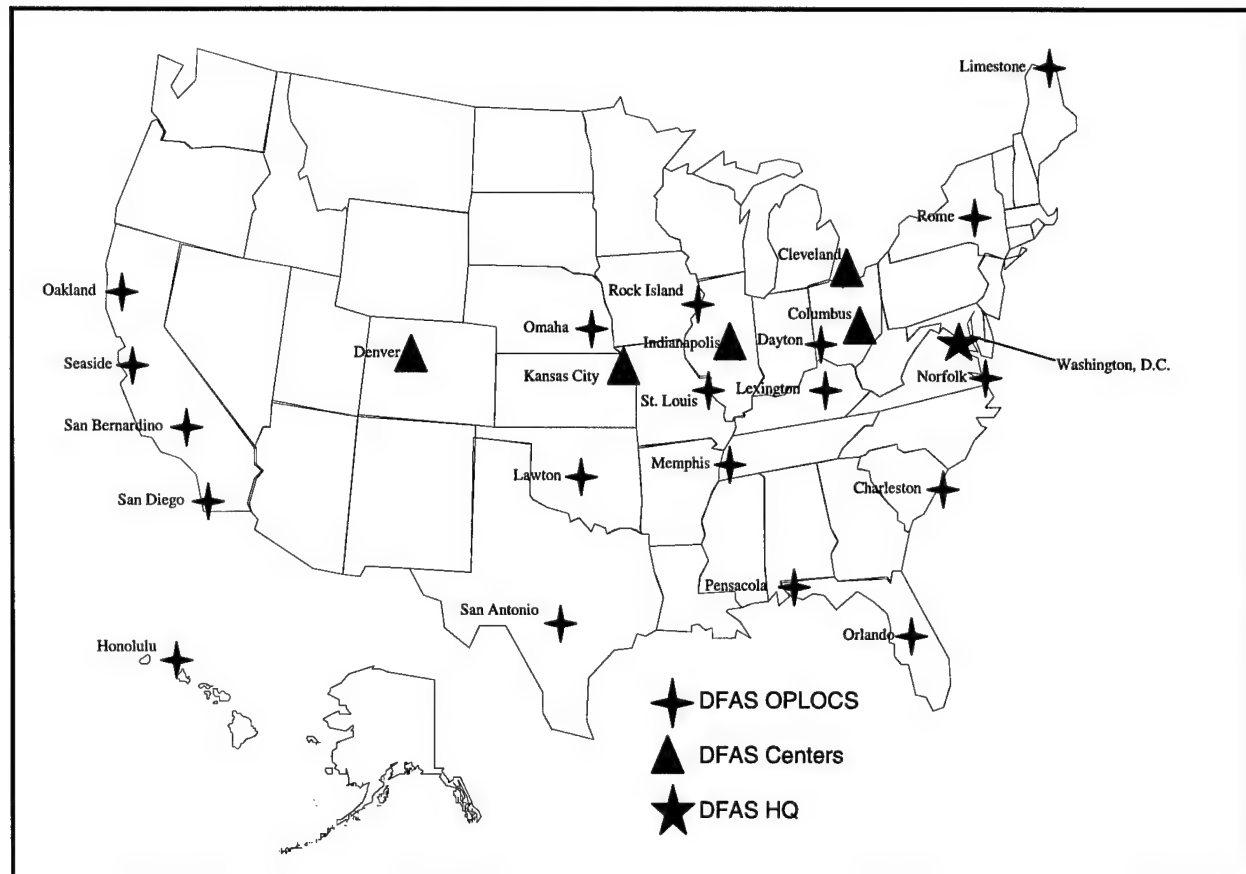 Limestone
Rome
Cleveland
Oakland
Rock Island
Columbus
Omaha
Denver
Indianapolis
Dayton
Seaside
Washington, D.C.
Kansas City
Norfolk
St. Louis
Lexington
San Bernardino
Memphis
Lawton
Charleston
San Diego
Pensacola
San Antonio
Orlando
Honolulu
DFAS OPLOCS
DFAS Centers
DFAS HQ